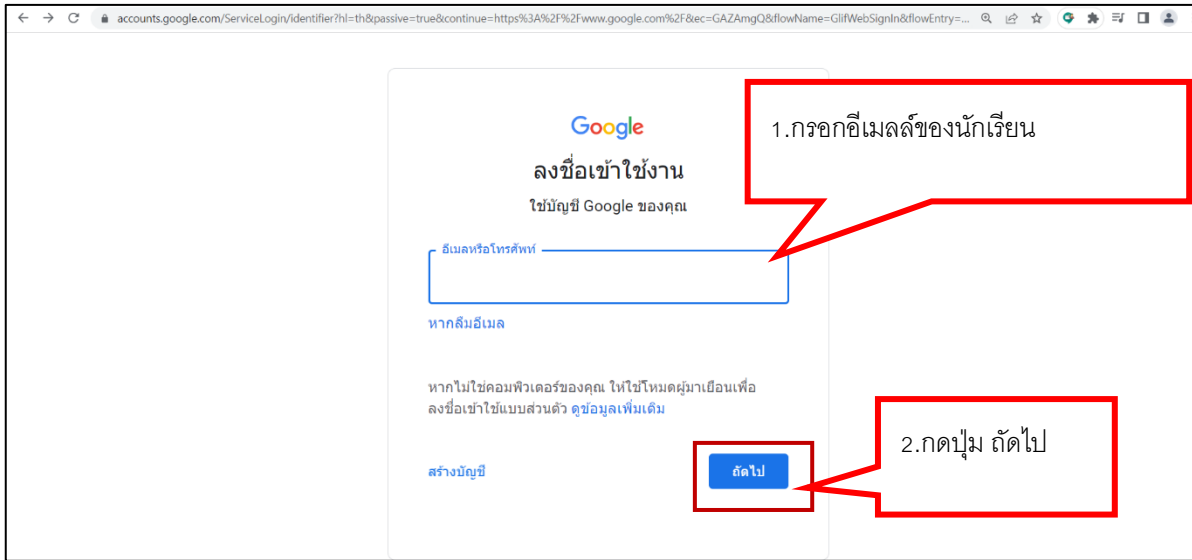 accounts.google.com/ServiceLogin/identifier?hl=th&passive=true&continue=https%3A%2F%2Fwww.google.com%2F&ec=GAZAmgQ&flowName=GlifWebSignIn&flowEntry=...
Google
ลงชื่อเข้าใช้งาน
ใช้บัญชี Google ของคุณ
1.กรอกอีเมลล์ของนักเรียน
อีเมลหรือโทรศัพท์
หากลืมอีเมล
หากไม่ใช่คอมพิวเตอร์ของคุณ ให้ใช้โหมดผู้มาเยือนเพื่อ
ลงชื่อเข้าใช้แบบส่วนตัว ดูข้อมูลเพิ่มเติม
สร้างบัญชี
ถัดไป
2.กดปุ่ม ถัดไป